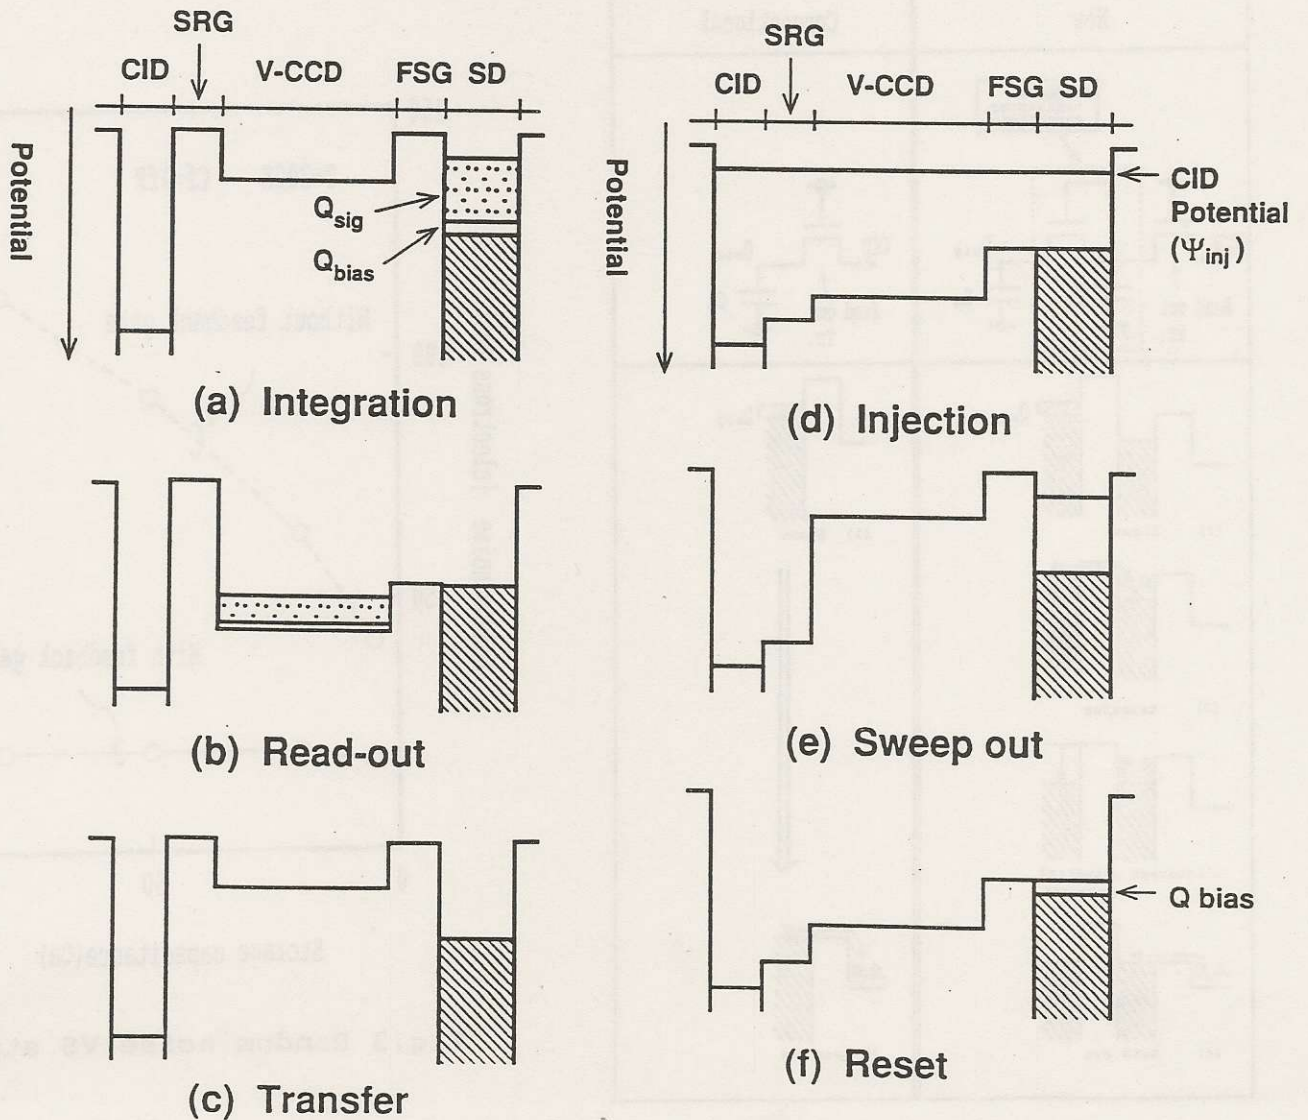 SRG
CID V-CCD FSG SD
Potential
Qsig
Qbias
(a) Integration
(b) Read-out
(c) Transfer
SRG
CID V-CCD FSG SD
Potential
CID
Potential
(Ψinj)
(d) Injection
(e) Sweep out
Q bias
(f) Reset